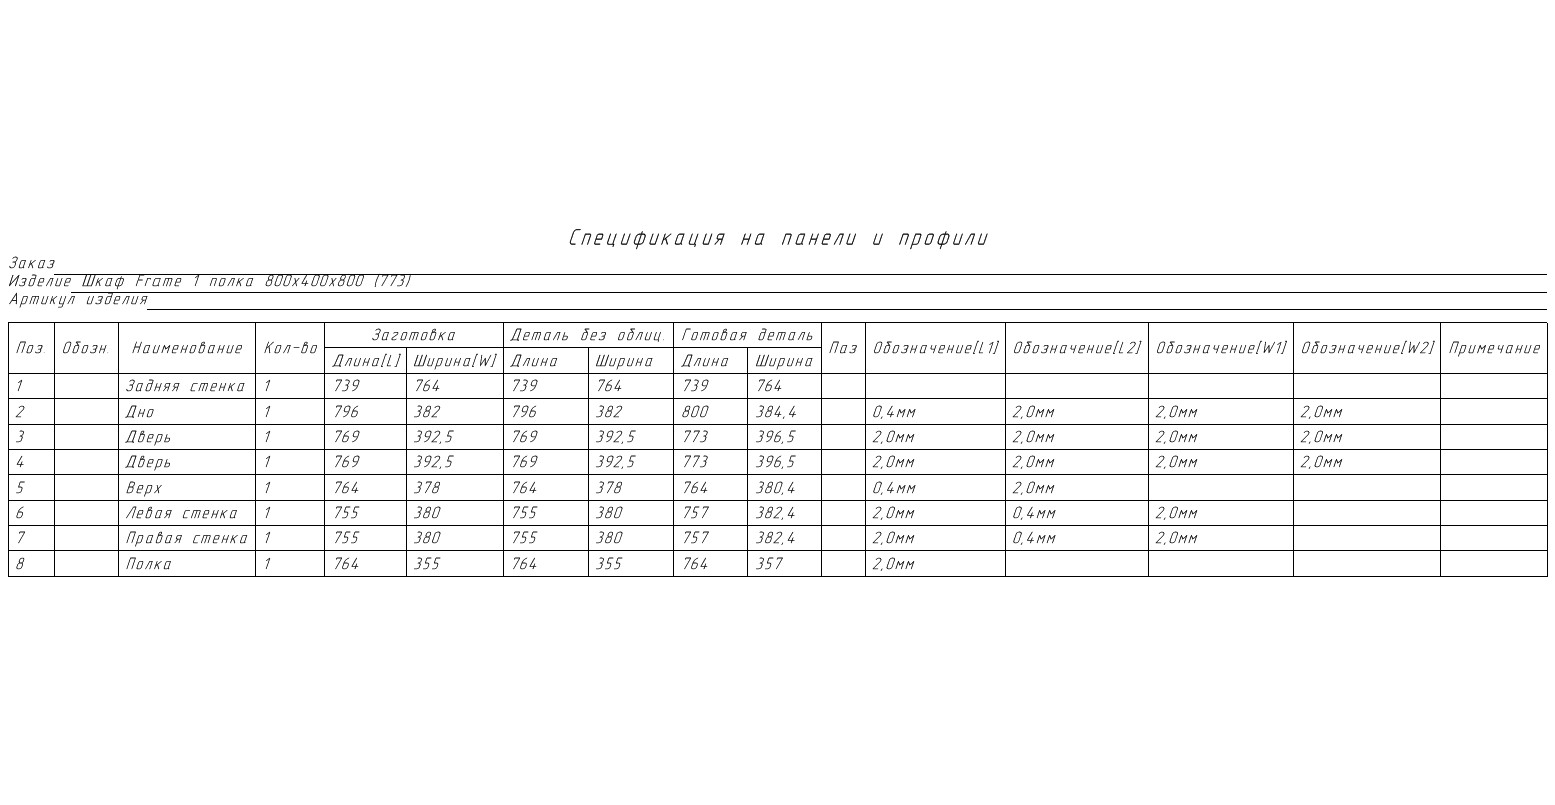 Спецификация на панели и профили
Заказ
Изделие Шкаф Frame 1 полка 800х400х800 (773)
Артикул изделия
Поз. Обозн. Наименование Кол-во Заготовка Деталь без облиц. Готовая деталь Паз Обозначение[L1] Обозначение[L2] Обозначение[W1] Обозначение[W2] Примечание
Длина[L] Ширина[W] Длина Ширина Длина Ширина
1 Задняя стенка 1 739 764 739 764 739 764
2 Дно 1 796 382 796 382 800 384,4 0,4мм 2,0мм 2,0мм 2,0мм
3 Дверь 1 769 392,5 769 392,5 773 396,5 2,0мм 2,0мм 2,0мм 2,0мм
4 Дверь 1 769 392,5 769 392,5 773 396,5 2,0мм 2,0мм 2,0мм 2,0мм
5 Верх 1 764 378 764 378 764 380,4 0,4мм 2,0мм
6 Левая стенка 1 755 380 755 380 757 382,4 2,0мм 0,4мм 2,0мм
7 Правая стенка 1 755 380 755 380 757 382,4 2,0мм 0,4мм 2,0мм
8 Полка 1 764 355 764 355 764 357 2,0мм